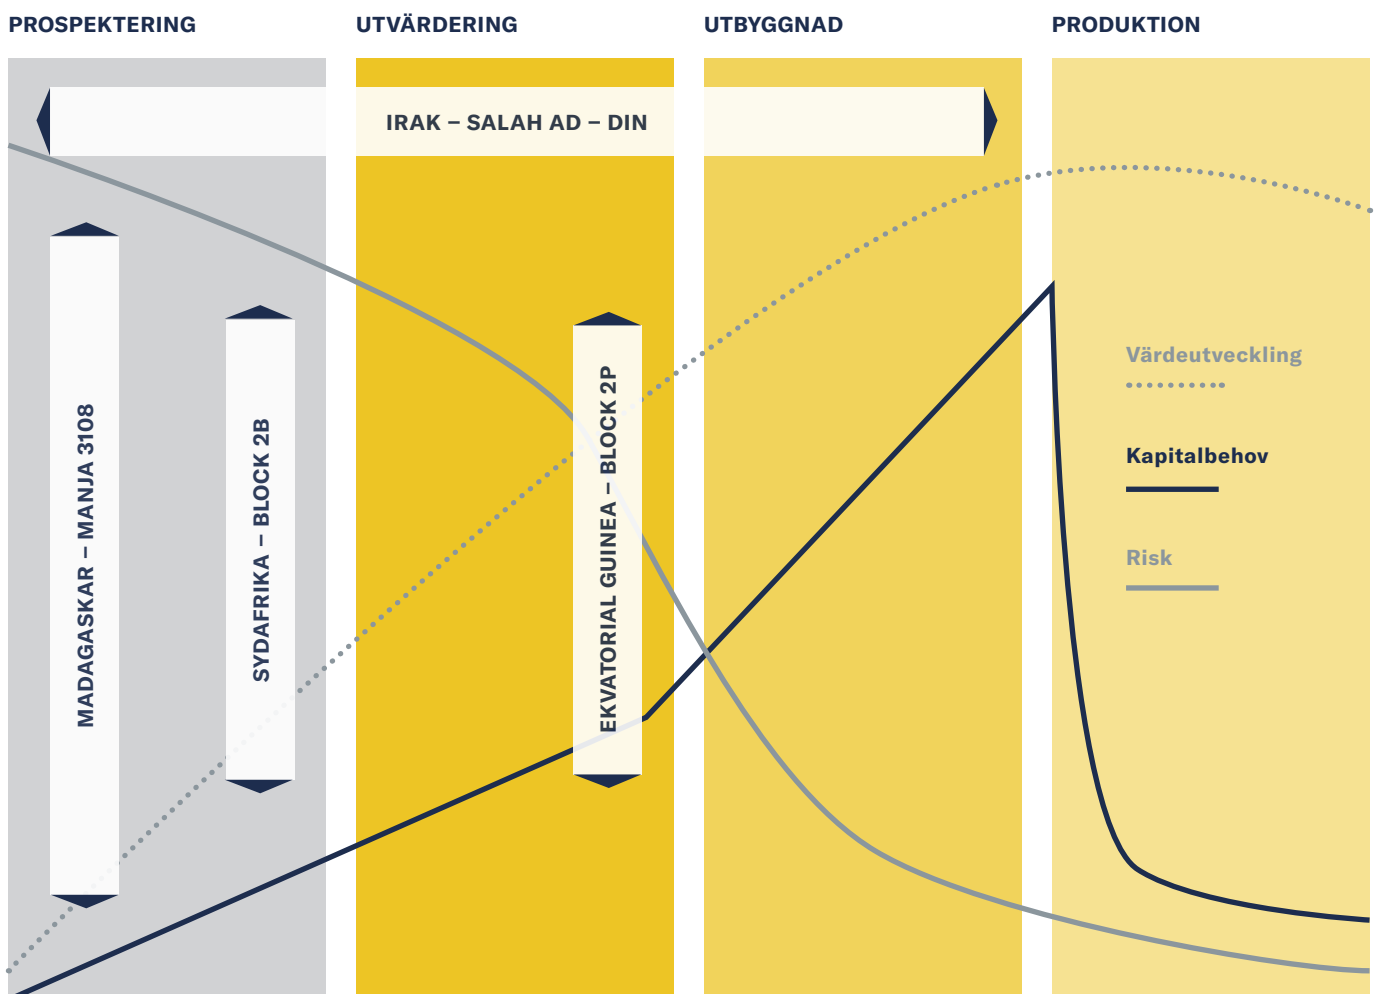 PROSPEKTERING
UTVÄRDERING
UTBYGGNAD
PRODUKTION
IRAK – SALAH AD – DIN
MADAGASKAR – MANJA 3108
SYDAFRIKA – BLOCK 2B
EKVATORIAL GUINEA – BLOCK 2P
Värdeutveckling
Kapitalbehov
Risk